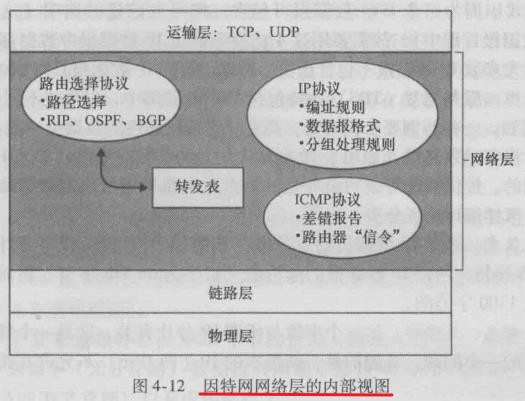 运输层：TCP、UDP
路由选择协议
•路径选择
•RIP、OSPF、BGP
转发表
IP协议
•编址规则
•数据报格式
•分组处理规则
ICMP协议
•差错报告
•路由器“信令”
网络层
链路层
物理层
图 4-12 因特网网络层的内部视图